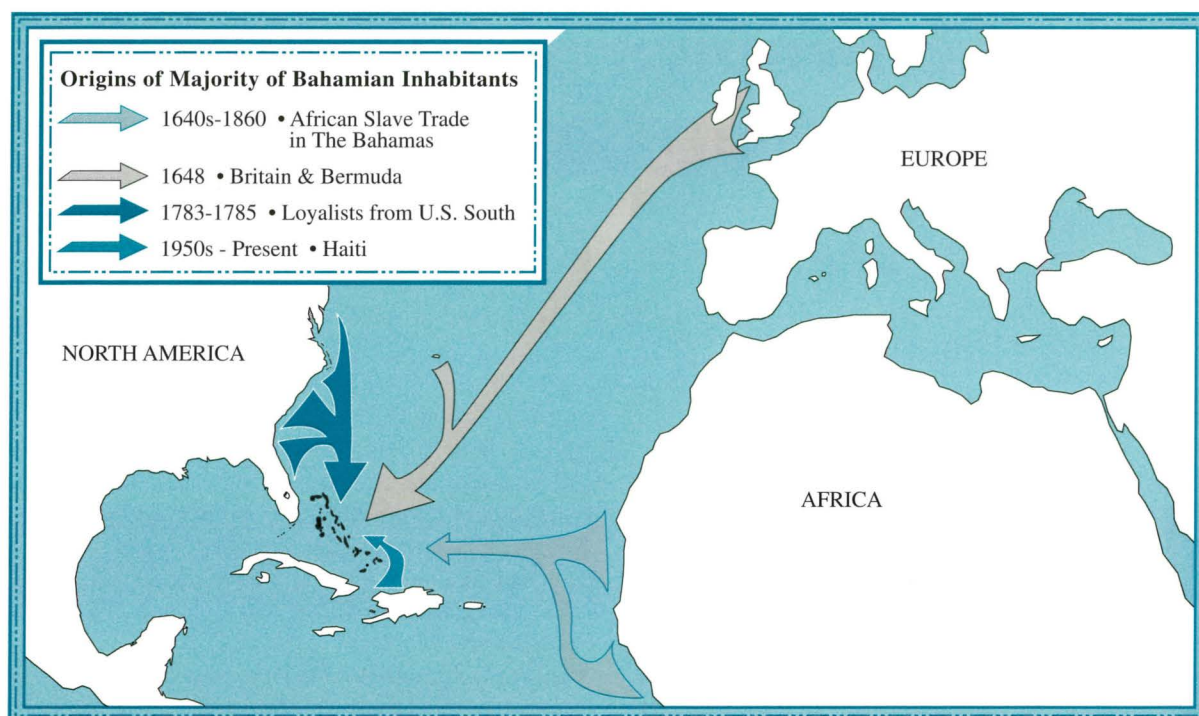 Origins of Majority of Bahamian Inhabitants
1640s-1860 • African Slave Trade
in The Bahamas
1648 • Britain & Bermuda
1783-1785 • Loyalists from U.S. South
1950s - Present • Haiti
EUROPE
NORTH AMERICA
AFRICA